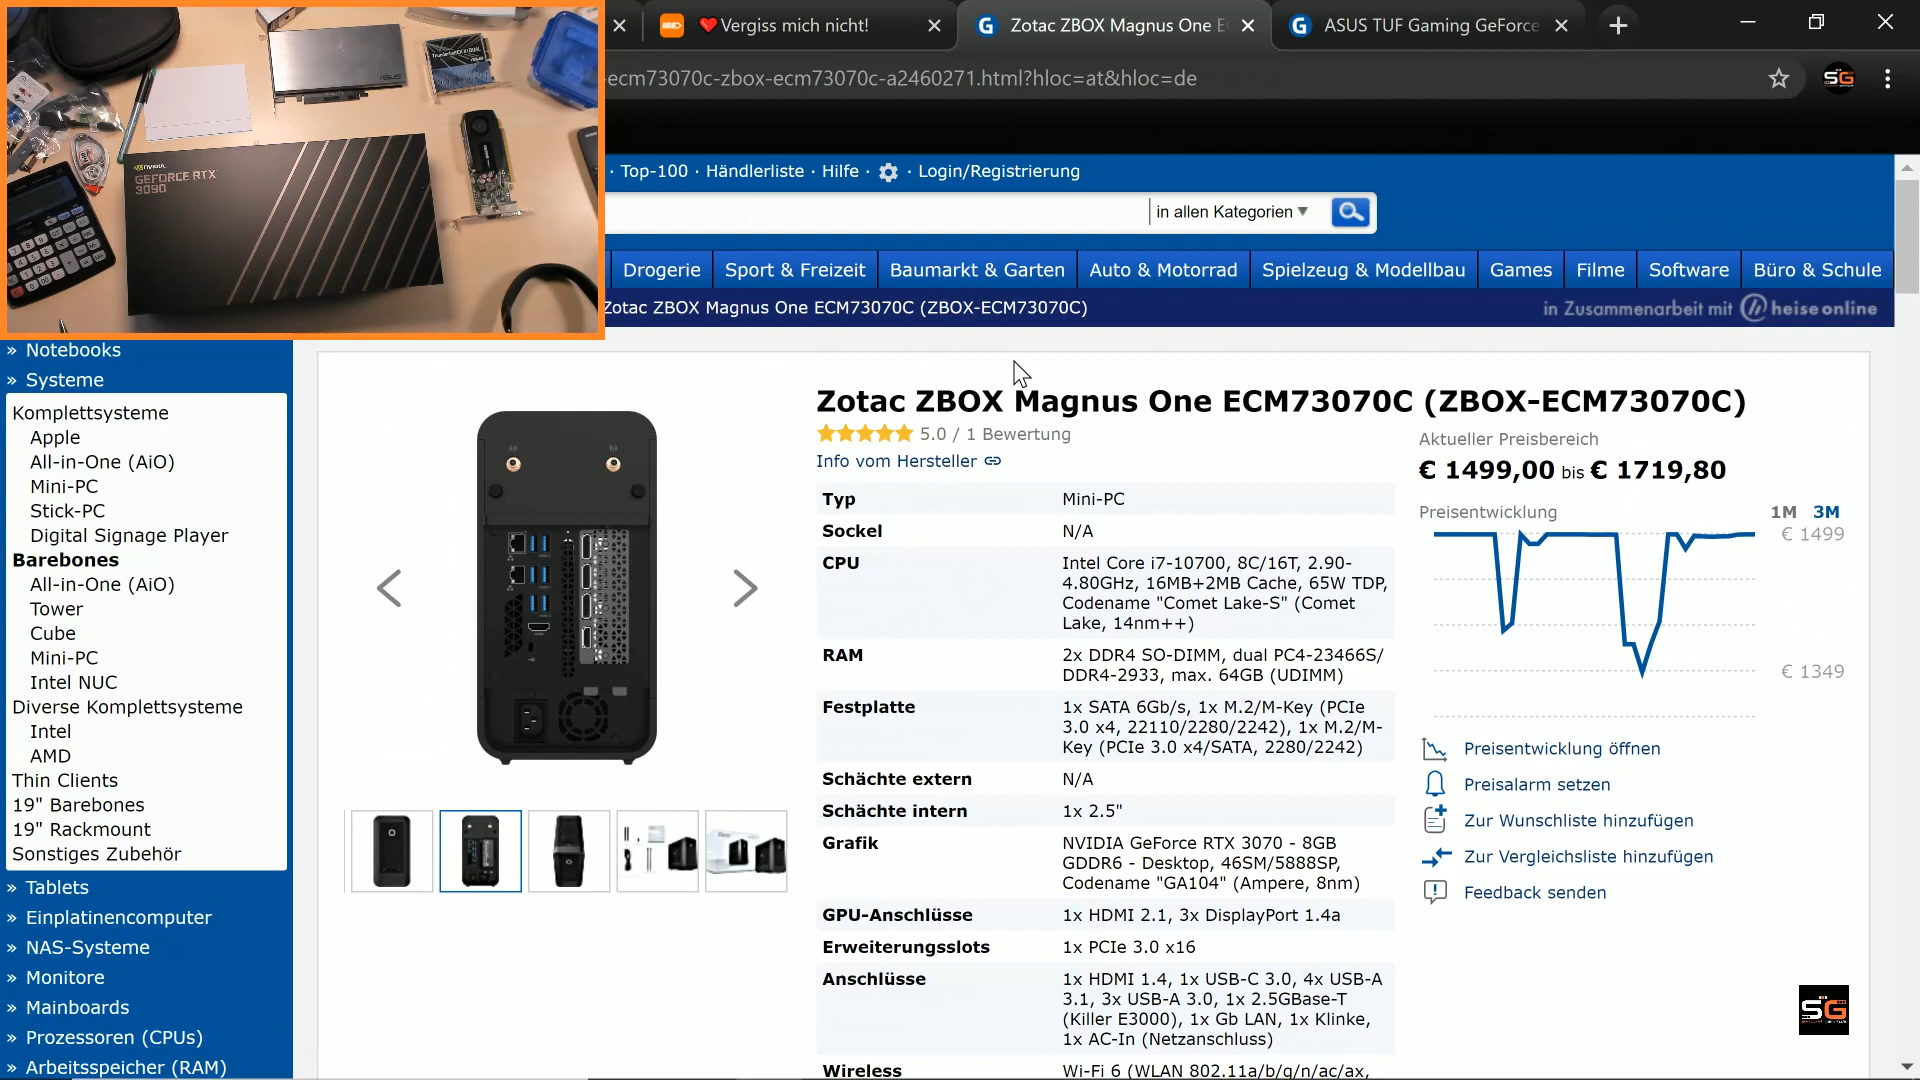 Vergiss mich nicht!
Zotac ZBOX Magnus One E
ASUS TUF Gaming GeForce
-ecm73070c-zbox-ecm73070c-a2460271.html?hloc=at&hloc=de
SG
NVIDIA
GEFORCE RTX
3090
ASUS
· Top-100 · Händlerliste · Hilfe · · Login/Registrierung
in allen Kategorien
Drogerie
Sport & Freizeit
Baumarkt & Garten
Auto & Motorrad
Spielzeug & Modellbau
Games
Filme
Software
Büro & Schule
Zotac ZBOX Magnus One ECM73070C (ZBOX-ECM73070C)
in Zusammenarbeit mit heise online
» Notebooks
» Systeme
Komplettsysteme
Apple
All-in-One (AiO)
Mini-PC
Stick-PC
Digital Signage Player
Barebones
All-in-One (AiO)
Tower
Cube
Mini-PC
Intel NUC
Diverse Komplettsysteme
Intel
AMD
Thin Clients
19" Barebones
19" Rackmount
Sonstiges Zubehör
» Tablets
» Einplatinencomputer
» NAS-Systeme
» Monitore
» Mainboards
» Prozessoren (CPUs)
» Arbeitsspeicher (RAM)
Zotac ZBOX Magnus One ECM73070C (ZBOX-ECM73070C)
5.0 / 1 Bewertung
Info vom Hersteller
Typ Mini-PC
Sockel N/A
CPU Intel Core i7-10700, 8C/16T, 2.90-
4.80GHz, 16MB+2MB Cache, 65W TDP,
Codename "Comet Lake-S" (Comet
Lake, 14nm++)
RAM 2x DDR4 SO-DIMM, dual PC4-23466S/
DDR4-2933, max. 64GB (UDIMM)
Festplatte 1x SATA 6Gb/s, 1x M.2/M-Key (PCIe
3.0 x4, 22110/2280/2242), 1x M.2/M-
Key (PCIe 3.0 x4/SATA, 2280/2242)
Schächte extern N/A
Schächte intern 1x 2.5"
Grafik NVIDIA GeForce RTX 3070 - 8GB
GDDR6 - Desktop, 46SM/5888SP,
Codename "GA104" (Ampere, 8nm)
GPU-Anschlüsse 1x HDMI 2.1, 3x DisplayPort 1.4a
Erweiterungsslots 1x PCIe 3.0 x16
Anschlüsse 1x HDMI 1.4, 1x USB-C 3.0, 4x USB-A
3.1, 3x USB-A 3.0, 1x 2.5GBase-T
(Killer E3000), 1x Gb LAN, 1x Klinke,
1x AC-In (Netzanschluss)
Wireless Wi-Fi 6 (WLAN 802.11a/b/g/n/ac/ax,
Aktueller Preisbereich
€ 1499,00 bis € 1719,80
Preisentwicklung 1M 3M
€ 1499
€ 1349
Preisentwicklung öffnen
Preisalarm setzen
Zur Wunschliste hinzufügen
Zur Vergleichsliste hinzufügen
Feedback senden
SG